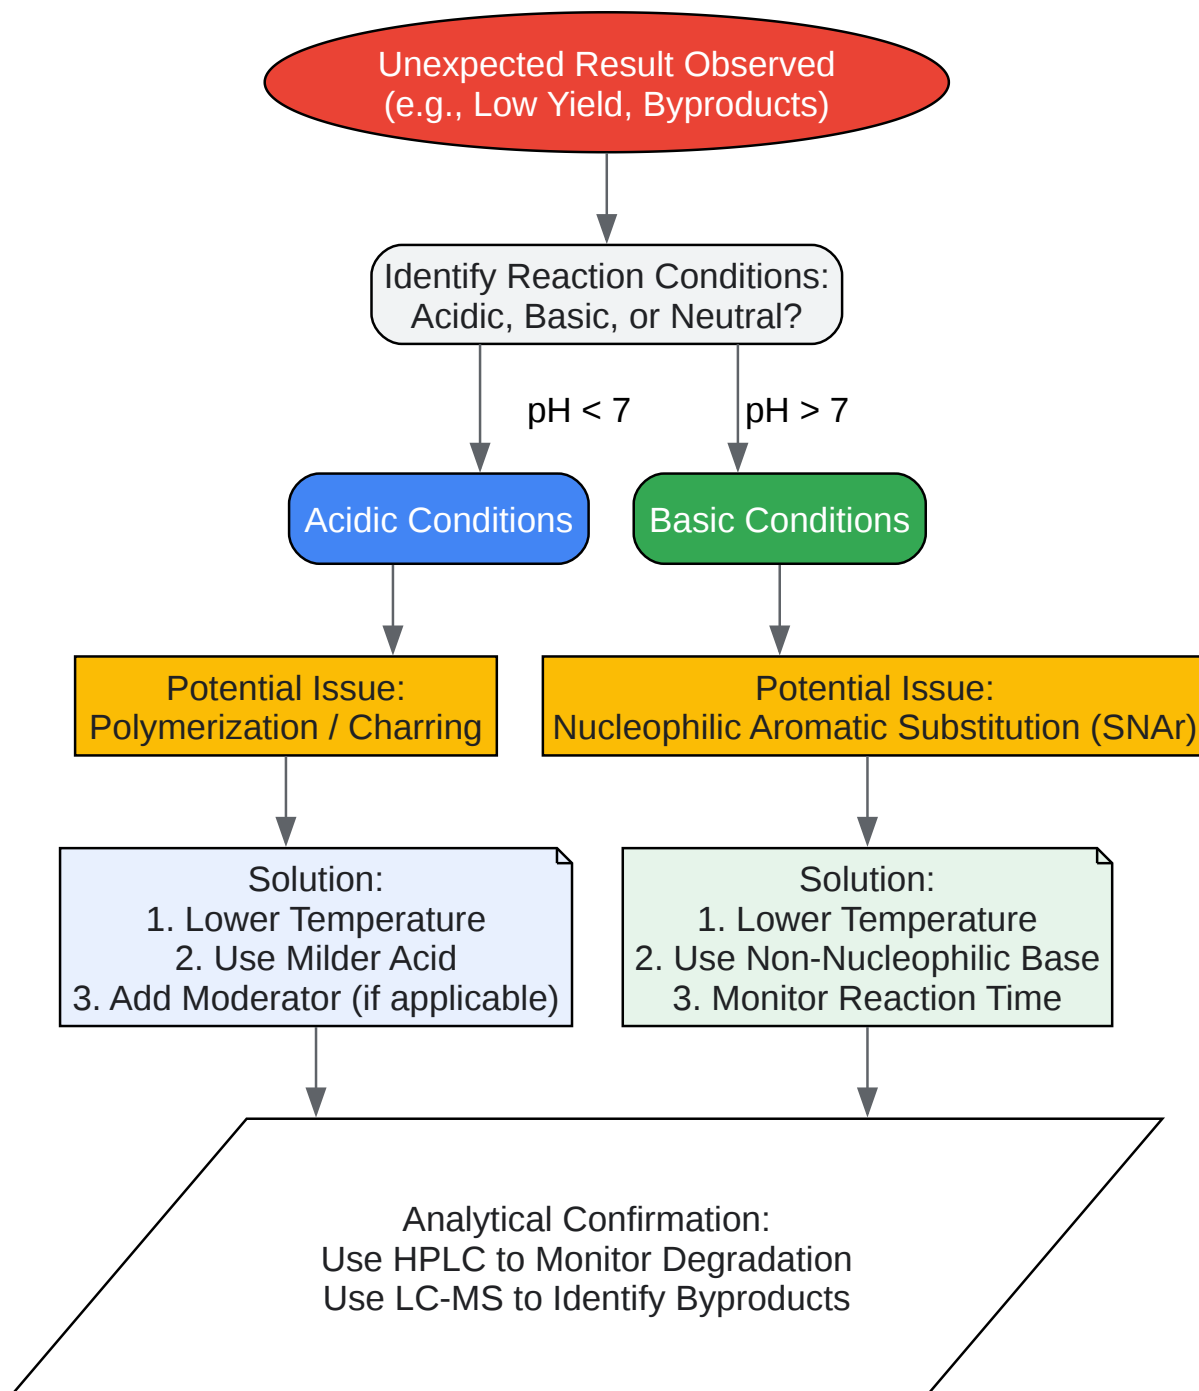 Unexpected Result Observed
(e.g., Low Yield, Byproducts)
Identify Reaction Conditions:
Acidic, Basic, or Neutral?
pH < 7
pH > 7
Acidic Conditions
Basic Conditions
Potential Issue:
Polymerization / Charring
Potential Issue:
Nucleophilic Aromatic Substitution (SNAr)
Solution:
1. Lower Temperature
2. Use Milder Acid
3. Add Moderator (if applicable)
Solution:
1. Lower Temperature
2. Use Non-Nucleophilic Base
3. Monitor Reaction Time
Analytical Confirmation:
Use HPLC to Monitor Degradation
Use LC-MS to Identify Byproducts